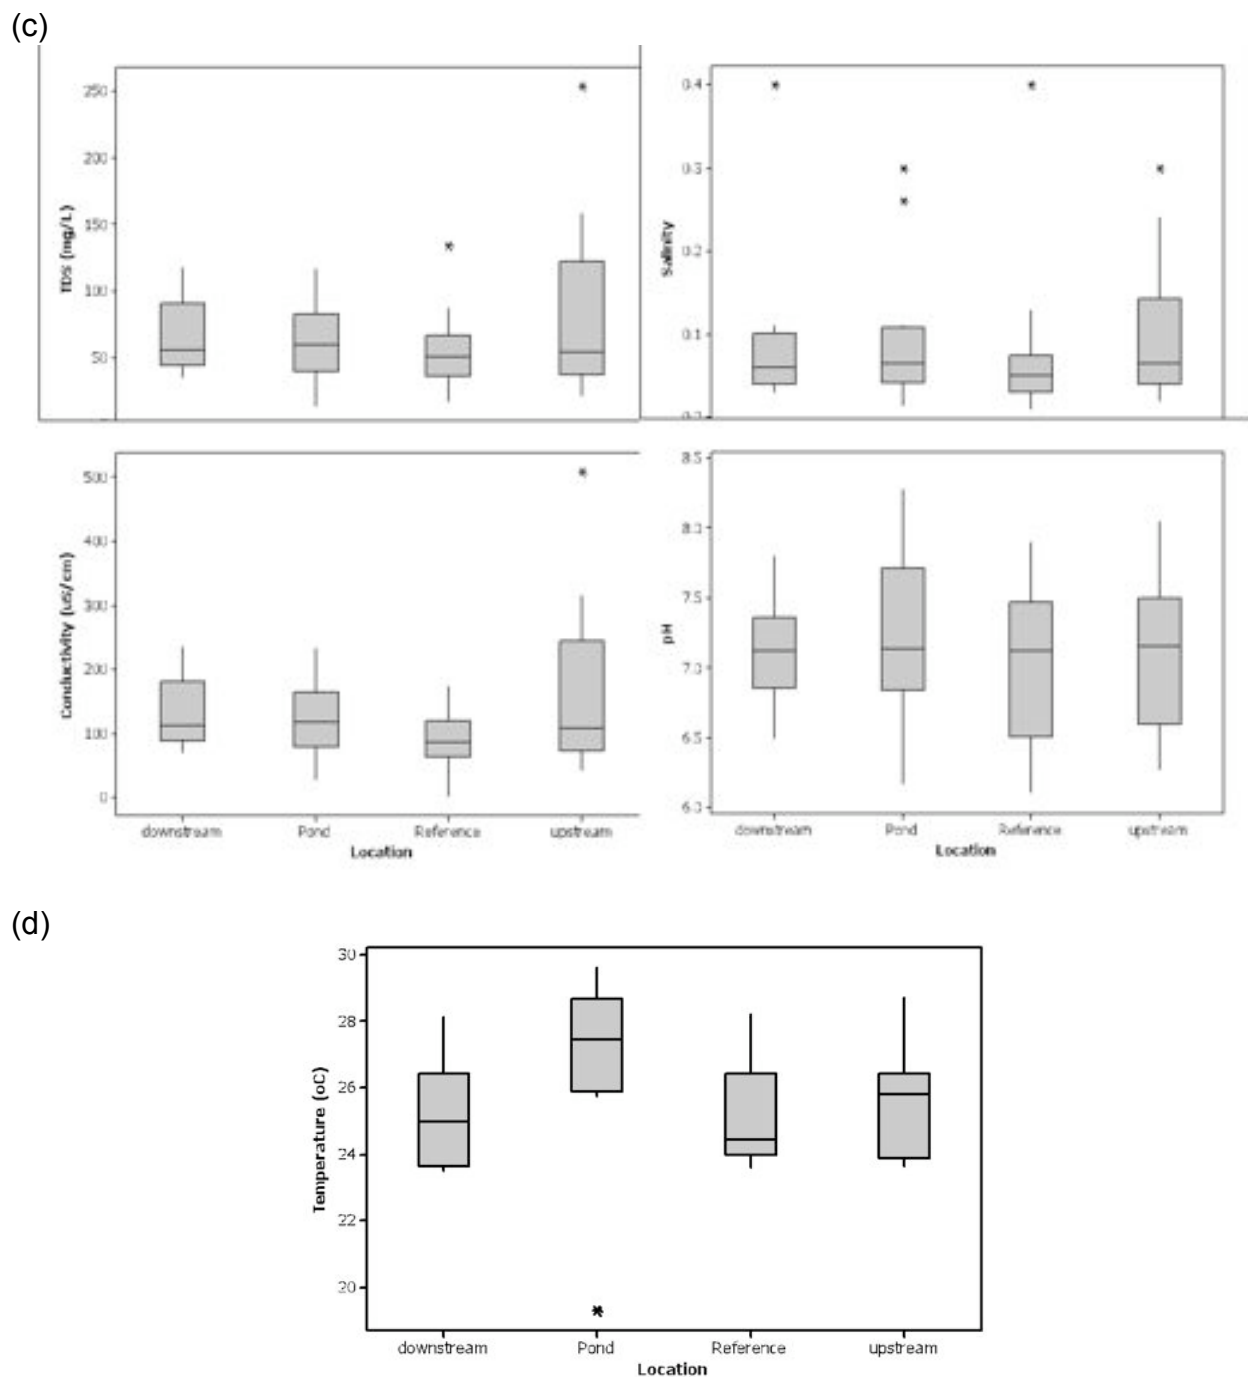 (c)
TDS (mg/L)
250
200
150
100
50
Salinity
0.4
0.3
0.2
0.1
Conductivity (uS/cm)
500
400
300
200
100
0
downstream Pond Reference upstream
Location
pH
8.5
8.0
7.5
7.0
6.5
6.0
downstream Pond Reference upstream
Location
(d)
Temperature (oC)
30
28
26
24
22
20
downstream Pond Reference upstream
Location